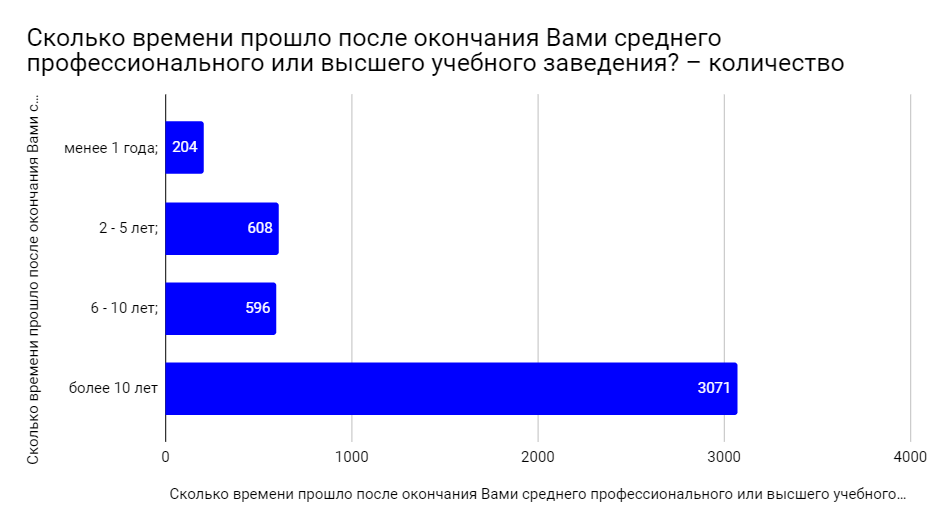 Сколько времени прошло после окончания Вами среднего
профессионального или высшего учебного заведения? – количество
Сколько времени прошло после окончания Вами с...
менее 1 года;
204
2 - 5 лет;
608
6 - 10 лет;
596
более 10 лет
3071
0
1000
2000
3000
4000
Сколько времени прошло после окончания Вами среднего профессионального или высшего учебного...